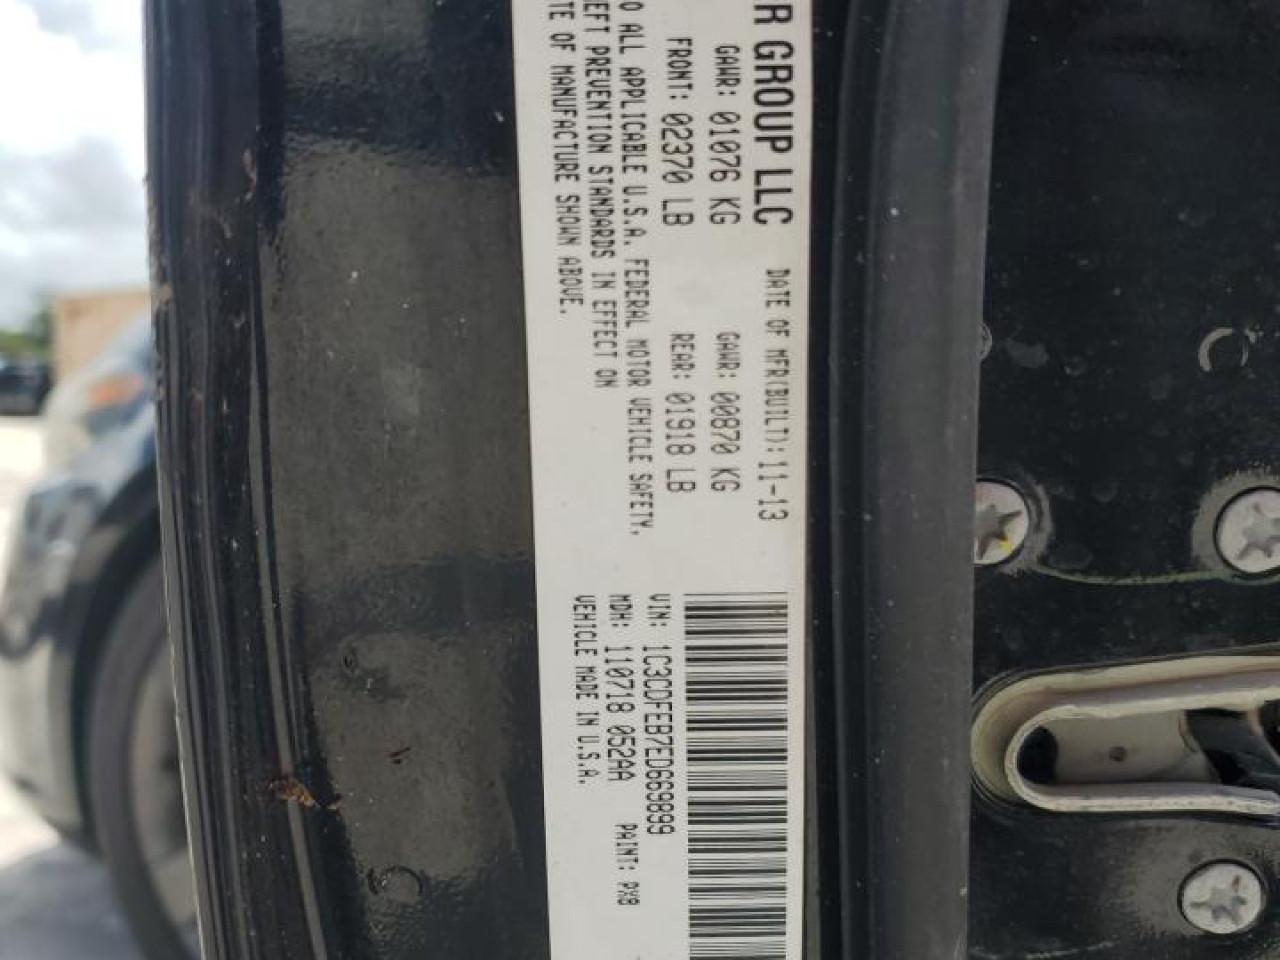 R GROUP LLC
DATE OF MFR(BUILT): 11-13
GAWR: 01076 KG
GAWR: 00870 KG
FRONT: 02370 LB
REAR: 01918 LB
O ALL APPLICABLE U.S.A. FEDERAL MOTOR VEHICLE SAFETY,
EFT PREVENTION STANDARDS IN EFFECT ON
TE OF MANUFACTURE SHOWN ABOVE.
VIN: 1C3CDFEB7ED669899
MDH: 110718 052AA
PAINT: PXB
VEHICLE MADE IN U.S.A.